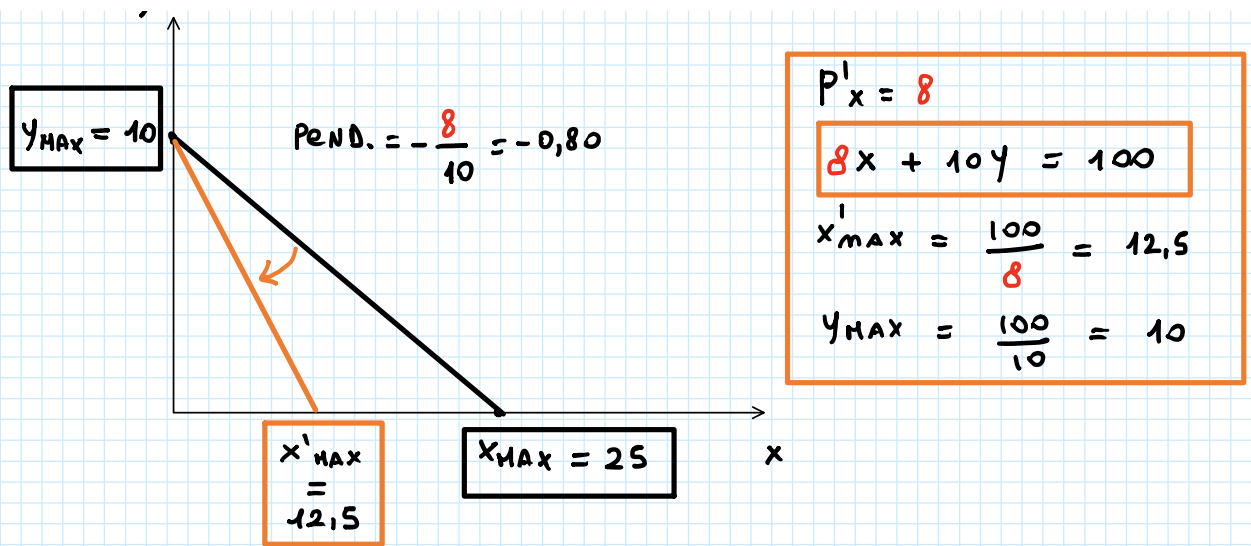 yMAX = 10
PEND. = - 8/10 = -0,80
x'MAX
=
12,5
xMAX = 25
x
P'x = 8
8x + 10y = 100
x'MAX = 100/8 = 12,5
yMAX = 100/10 = 10